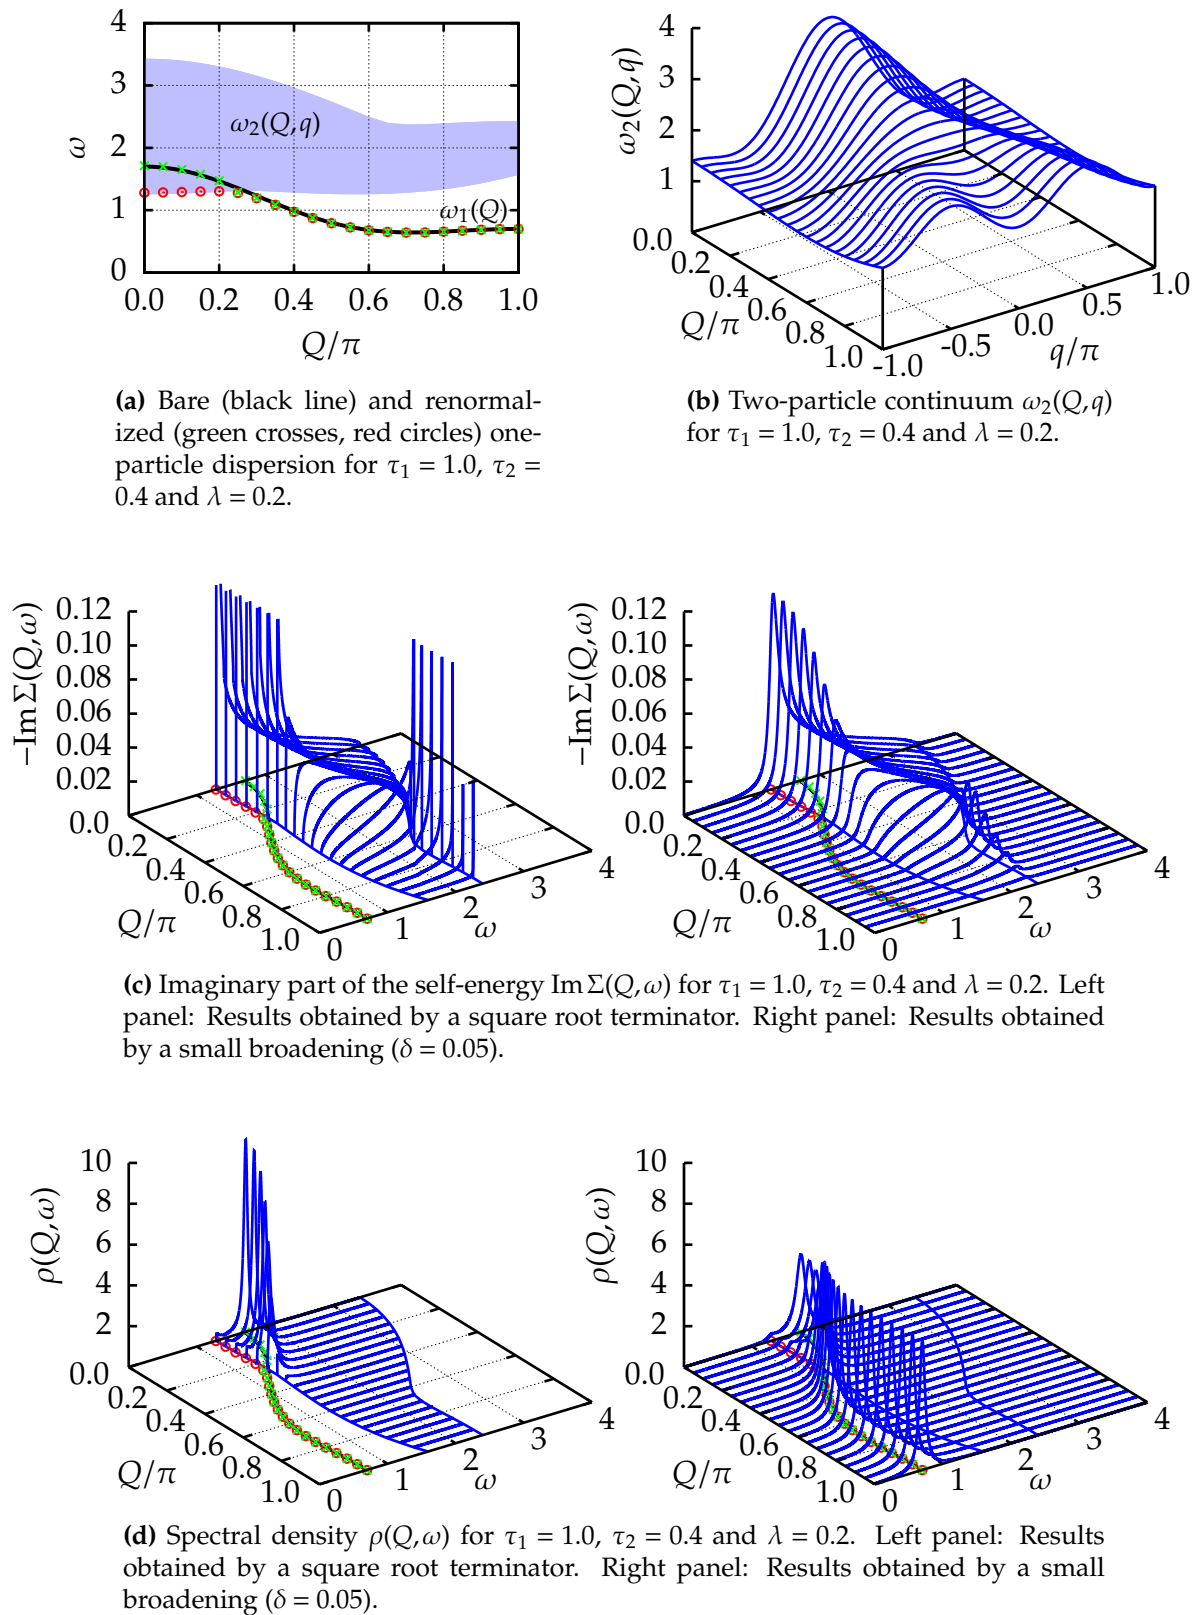 4
3
2
1
0
ω
ω₂(Q,q)
ω₁(Q)
0.0 0.2 0.4 0.6 0.8 1.0
Q/π
4
3
2
1
0.0
ω₂(Q,q)
0.2
0.4
0.6
0.8
1.0
Q/π
-1.0
-0.5
0.0
0.5
1.0
q/π
(a) Bare (black line) and renormal-
ized (green crosses, red circles) one-
particle dispersion for τ₁ = 1.0, τ₂ =
0.4 and λ = 0.2.
(b) Two-particle continuum ω₂(Q,q)
for τ₁ = 1.0, τ₂ = 0.4 and λ = 0.2.
−Im Σ(Q,ω)
0.12
0.10
0.08
0.06
0.04
0.02
0.0
0.2
0.4
0.6
0.8
1.0
Q/π
0
1
2
3
4
ω
−Im Σ(Q,ω)
0.12
0.10
0.08
0.06
0.04
0.02
0.0
0.2
0.4
0.6
0.8
1.0
Q/π
0
1
2
3
4
ω
(c) Imaginary part of the self-energy Im Σ(Q,ω) for τ₁ = 1.0, τ₂ = 0.4 and λ = 0.2. Left
panel: Results obtained by a square root terminator. Right panel: Results obtained
by a small broadening (δ = 0.05).
ρ(Q,ω)
10
8
6
4
2
0.0
0.2
0.4
0.6
0.8
1.0
Q/π
0
1
2
3
4
ω
ρ(Q,ω)
10
8
6
4
2
0.0
0.2
0.4
0.6
0.8
1.0
Q/π
0
1
2
3
4
ω
(d) Spectral density ρ(Q,ω) for τ₁ = 1.0, τ₂ = 0.4 and λ = 0.2. Left panel: Results
obtained by a square root terminator. Right panel: Results obtained by a small
broadening (δ = 0.05).